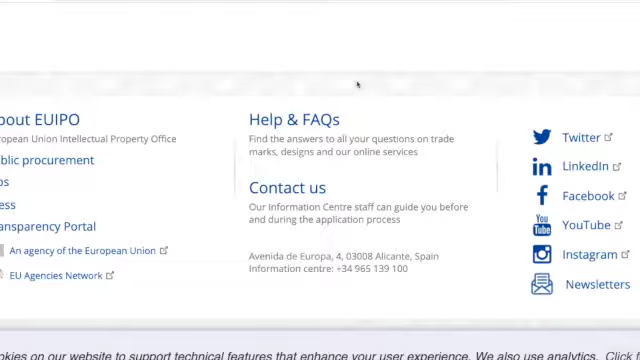 bout EUIPO
ropean Union Intellectual Property Office
blic procurement
bs
ess
ansparency Portal
An agency of the European Union
EU Agencies Network
Help & FAQs
Find the answers to all your questions on trade
marks, designs and our online services
Contact us
Our Information Centre staff can guide you before
and during the application process
Avenida de Europa, 4, 03008 Alicante, Spain
Information centre: +34 965 139 100
Twitter
LinkedIn
Facebook
You Tube
YouTube
Instagram
Newsletters
okies on our website to support technical features that enhance your user experience. We also use analytics. Click